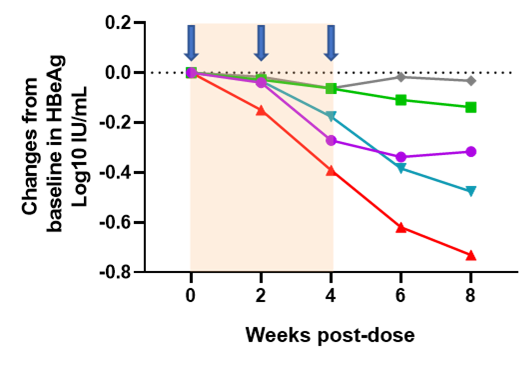 Changes from
baseline in HBeAg
Log10 IU/mL
0.2
0.0
-0.2
-0.4
-0.6
-0.8
0 2 4 6 8
Weeks post-dose